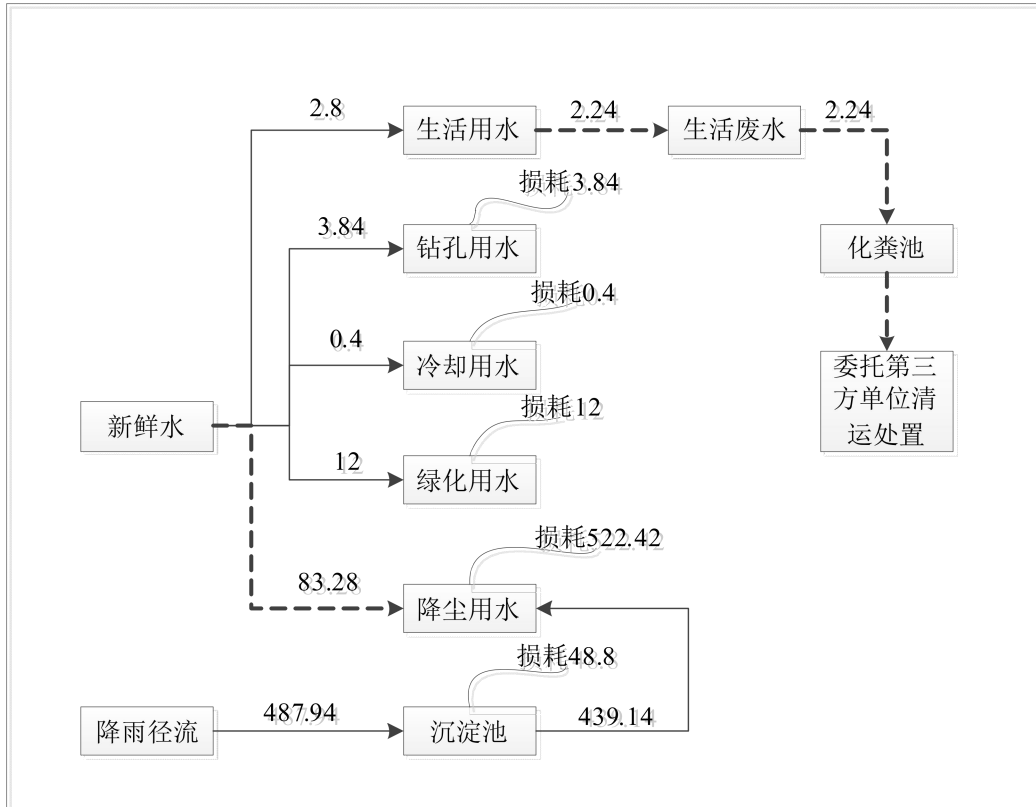 2.8
生活用水
2.24
生活废水
2.24
损耗3.84
3.84
钻孔用水
化粪池
损耗0.4
0.4
冷却用水
委托第三
方单位清
运处置
新鲜水
损耗12
12
绿化用水
损耗522.42
83.28
降尘用水
损耗48.8
降雨径流
487.94
沉淀池
439.14